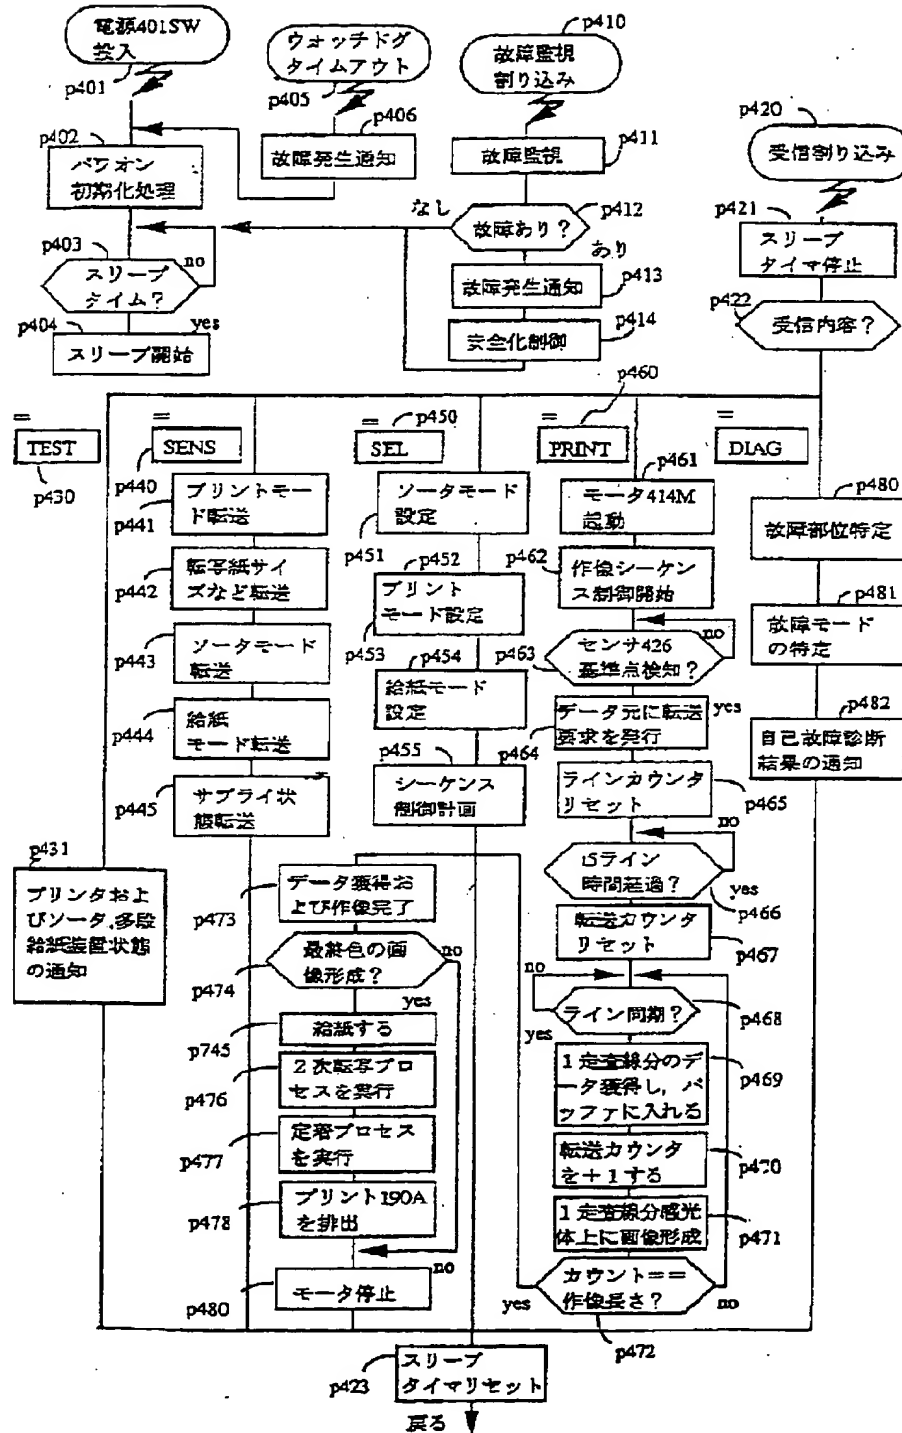 電源401SW
投入
p401
ウォッチドグ
タイムアウト
p405
p410
故障監視
割り込み
p402
パワオン
初期化処理
p406
故障発生通知
p411
故障監視
p420
受信割り込み
なし
p412
故障あり？
あり
p421
スリープ
タイマ停止
p403
no
スリープ
タイム？
p413
故障発生通知
p422
受信内容？
p404
yes
スリープ開始
p414
安全化制御
=
TEST
p430
=
SENS
p440
=
p450
SEL
p460
=
PRINT
=
DIAG
p441
プリントモー
ド転送
p442
転写紙サイ
ズなど転送
p443
ソータモード
転送
p444
給紙
モード転送
p445
サプライ状
態転送
ソータモード
設定
p451
p452
プリント
モード設定
p453
p454
給紙モード
設定
p455
シーケンス
制御計画
p461
モータ414M
起動
p462
作像シーケン
ス制御開始
no
p463
センサ426
基準点検知？
yes
データ元に転送
要求を発行
p464
ラインカウンタ
リセット
p465
no
15ライン
時間経過？
yes
p466
転送カウンタ
リセット
p467
no
ライン同期？
p468
yes
1走査線分のデ
ータ獲得し，バ
ッファに入れる
p469
転送カウンタ
を＋1する
p470
1走査線分感光
体上に画像形成
p471
カウント＝＝
作像長さ？
yes
no
p472
p480
故障部位特定
p481
故障モード
の特定
p482
自己故障診断
結果の通知
p431
プリンタおよ
びソータ,多段
給紙装置状態
の通知
データ獲得お
よび作像完了
p473
最終色の画
像形成？
no
p474
yes
給紙する
p745
2次転写プロ
セスを実行
p476
定着プロセス
を実行
p477
プリント190A
を排出
p478
no
モータ停止
p480
スリープ
タイマリセット
p423
戻る